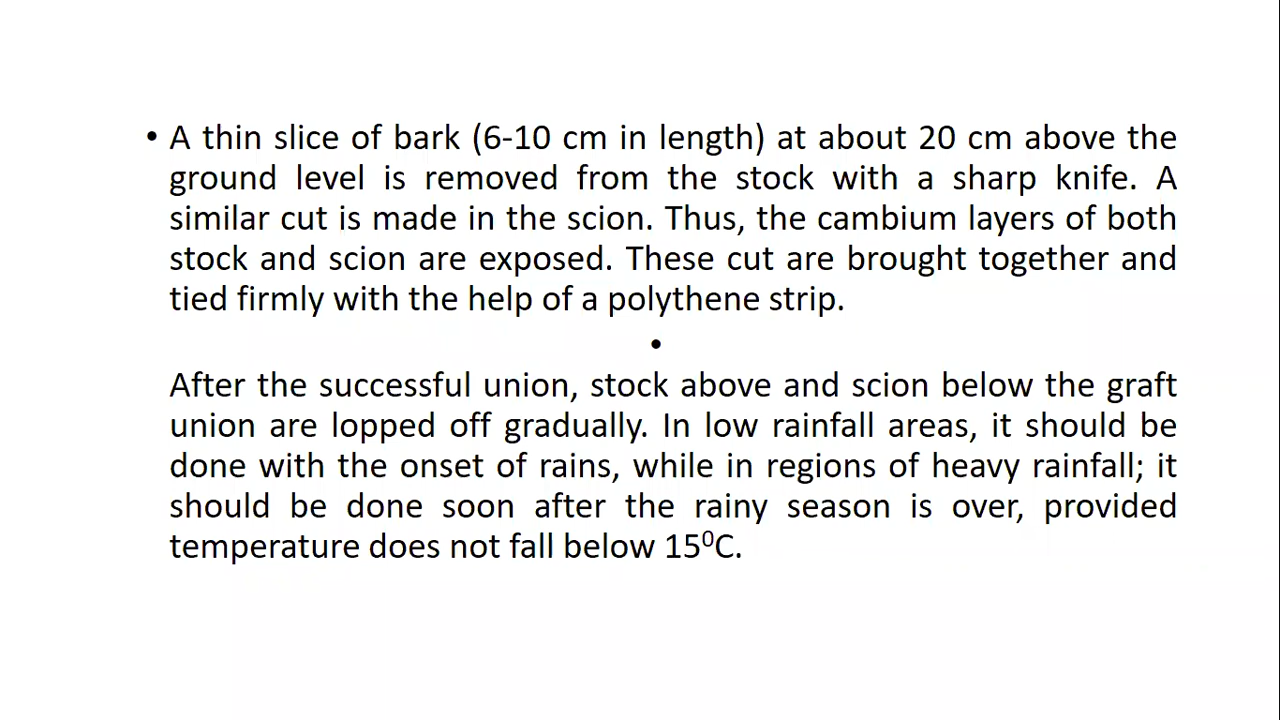 • A thin slice of bark (6-10 cm in length) at about 20 cm above the
ground level is removed from the stock with a sharp knife. A
similar cut is made in the scion. Thus, the cambium layers of both
stock and scion are exposed. These cut are brought together and
tied firmly with the help of a polythene strip.
•
After the successful union, stock above and scion below the graft
union are lopped off gradually. In low rainfall areas, it should be
done with the onset of rains, while in regions of heavy rainfall; it
should be done soon after the rainy season is over, provided
temperature does not fall below 15⁰C.